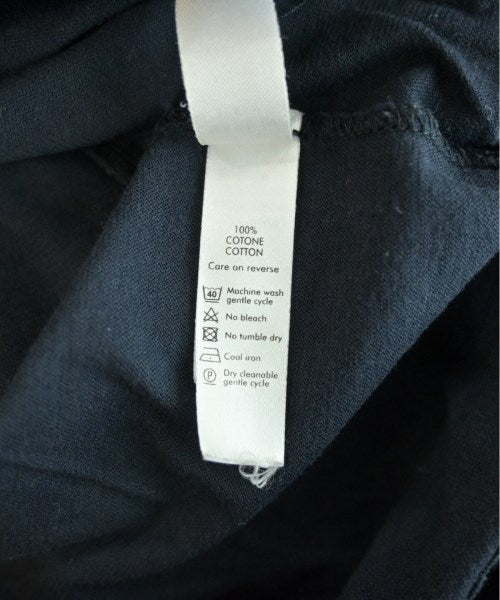 100%
COTONE
COTTON
Care on reverse
40 Machine wash
gentle cycle
No bleach
No tumble dry
Cool iron
P Dry cleanable
gentle cycle